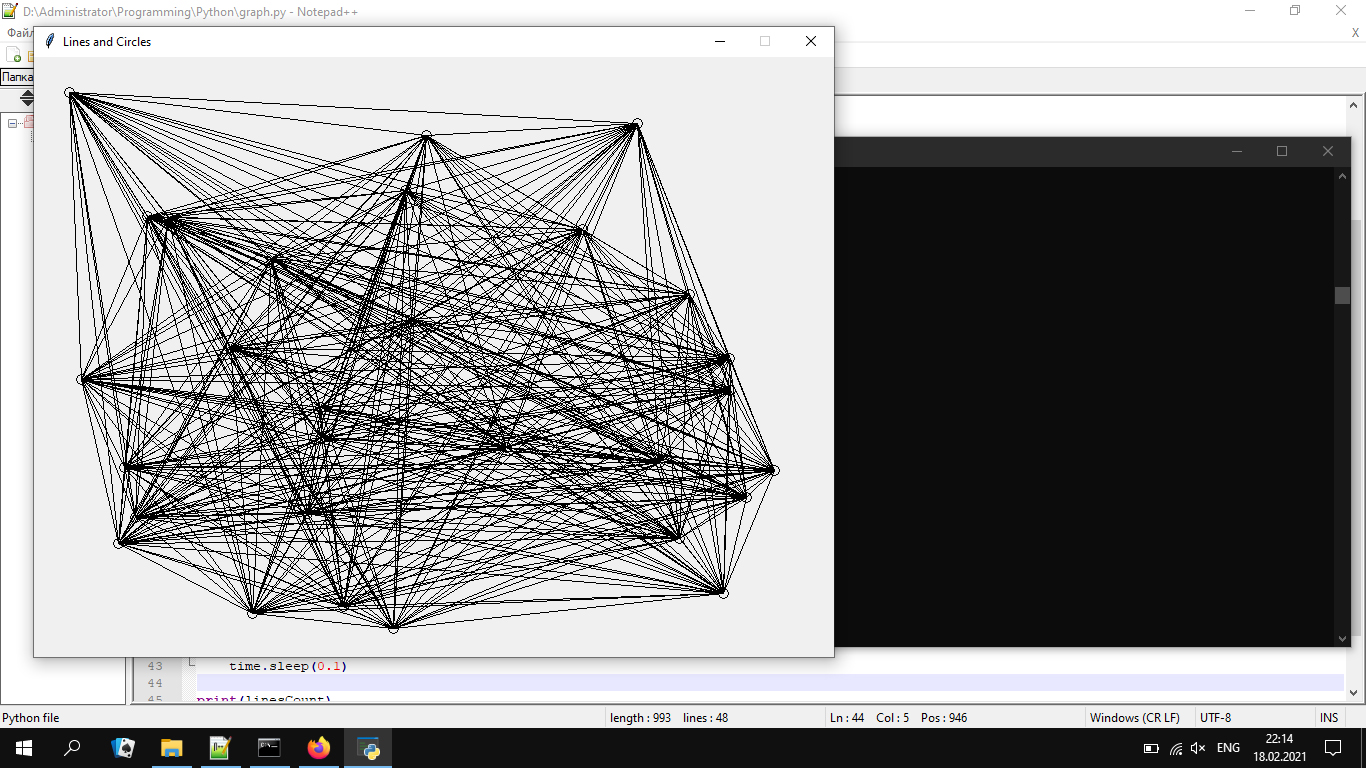 D:\Administrator\Programming\Python\graph.py - Notepad++
Файл
X
Lines and Circles
Папка
43 time.sleep(0.1)
44
45 print(linesCount)
Python file length : 993 lines : 48 Ln : 44 Col : 5 Pos : 946 Windows (CR LF) UTF-8 INS
ENG
22:14
18.02.2021